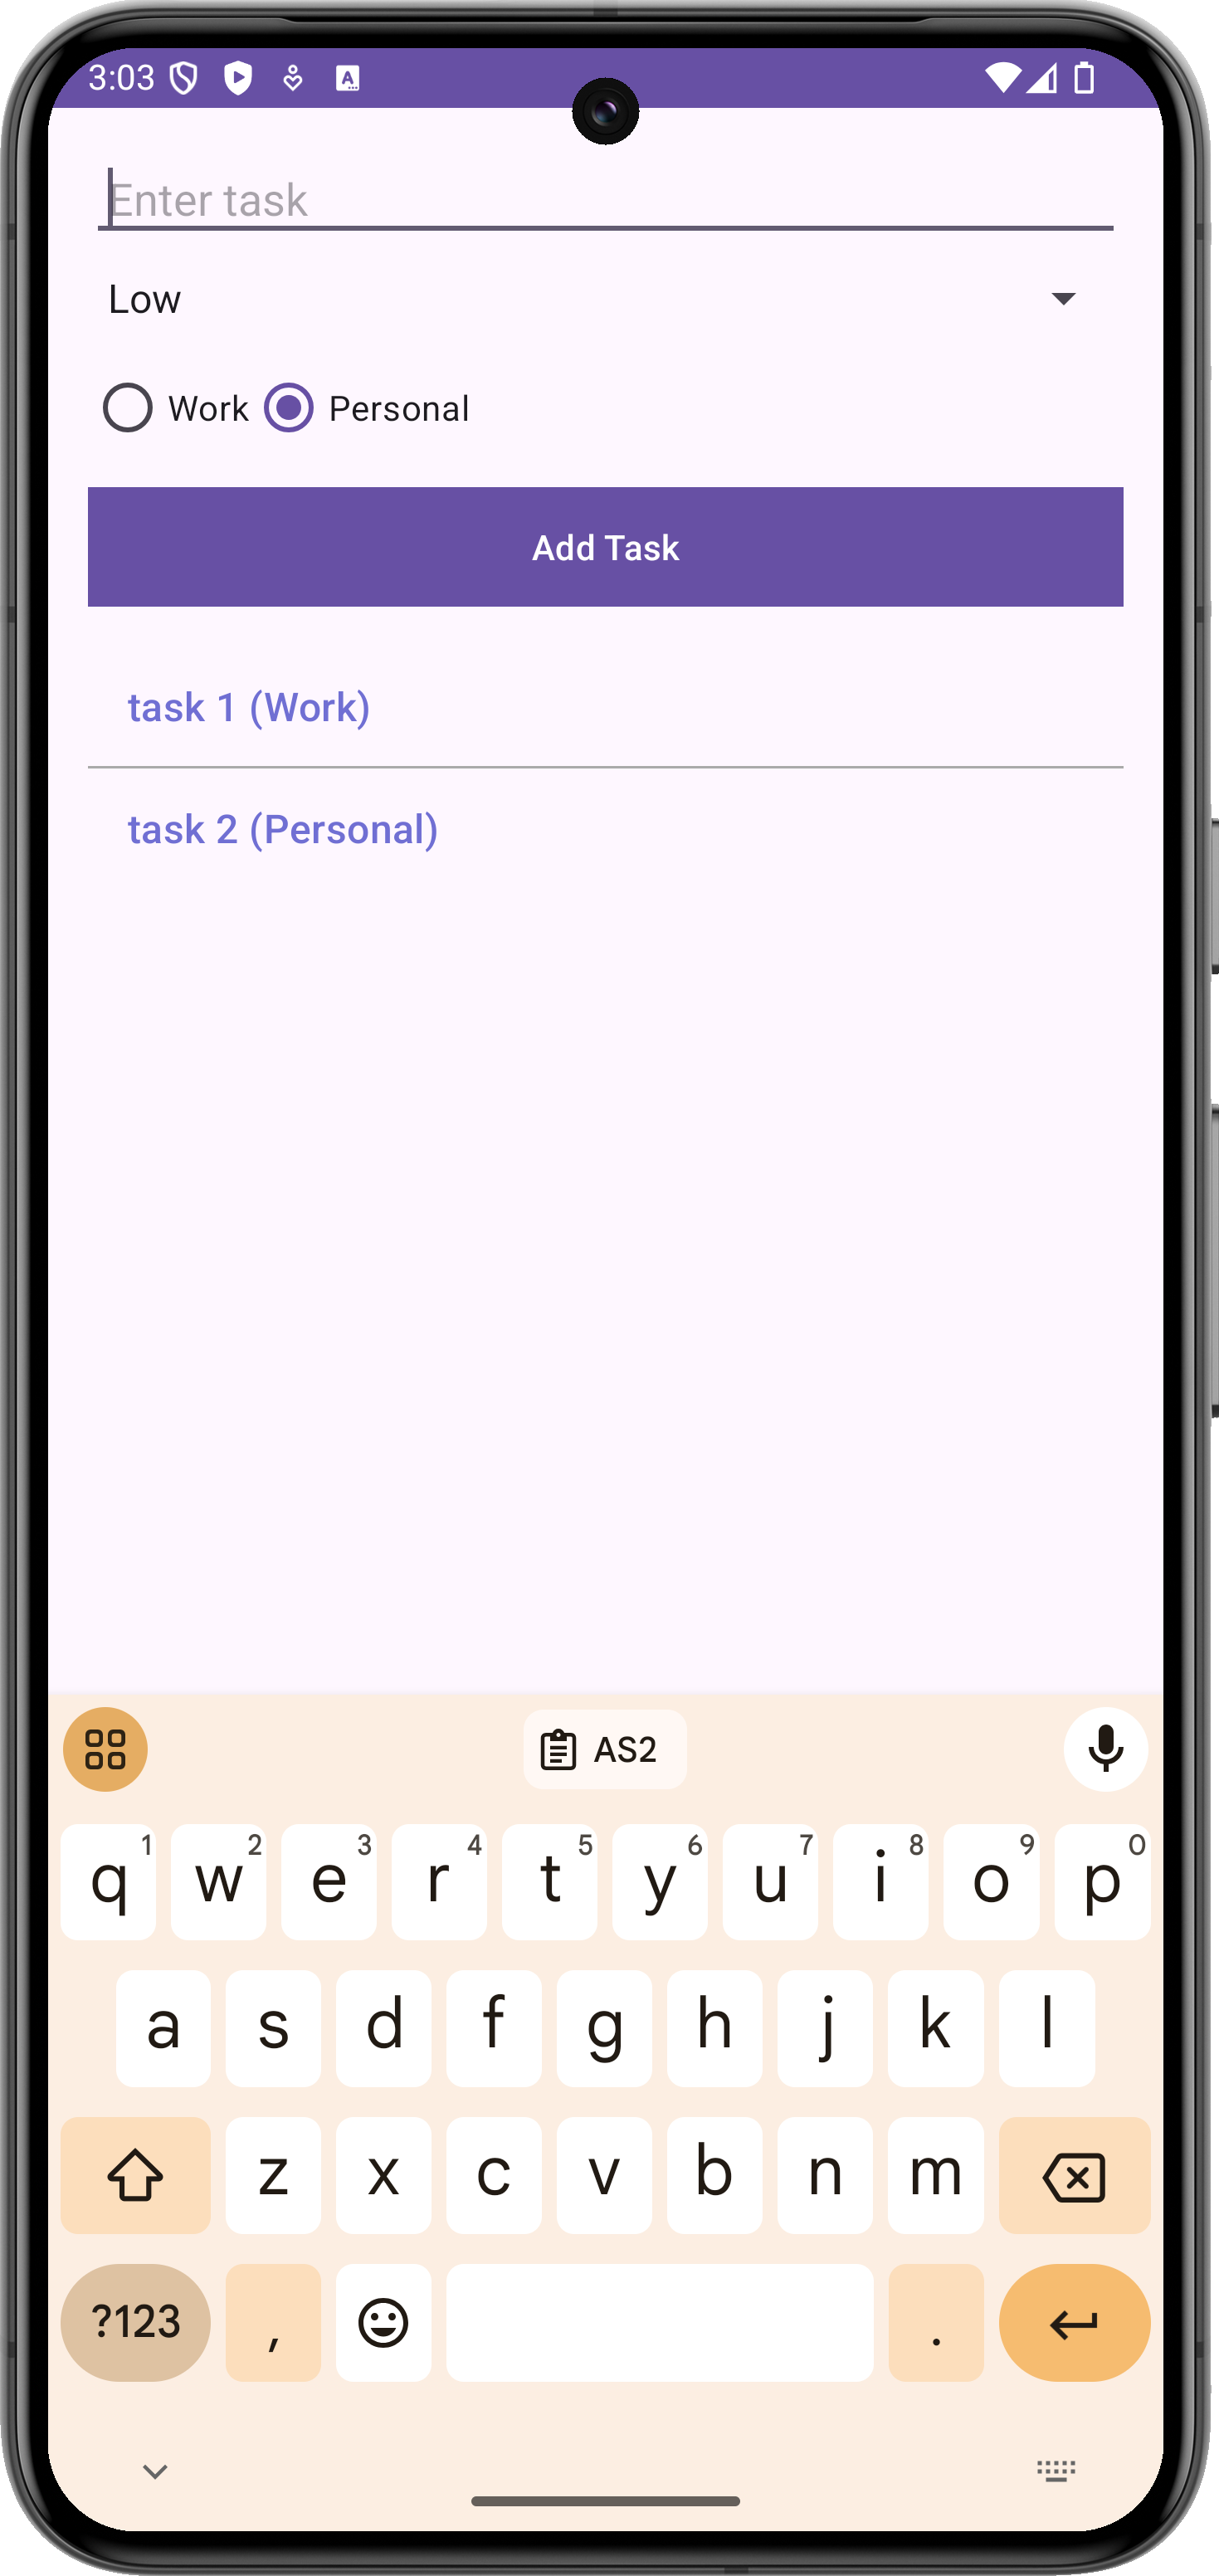 3:03
Enter task
Low
Work Personal
Add Task
task 1 (Work)
task 2 (Personal)
AS2
q 1 w 2 e 3 r 4 t 5 y 6 u 7 i 8 o 9 p 0
a s d f g h j k l
z x c v b n m
?123 , .